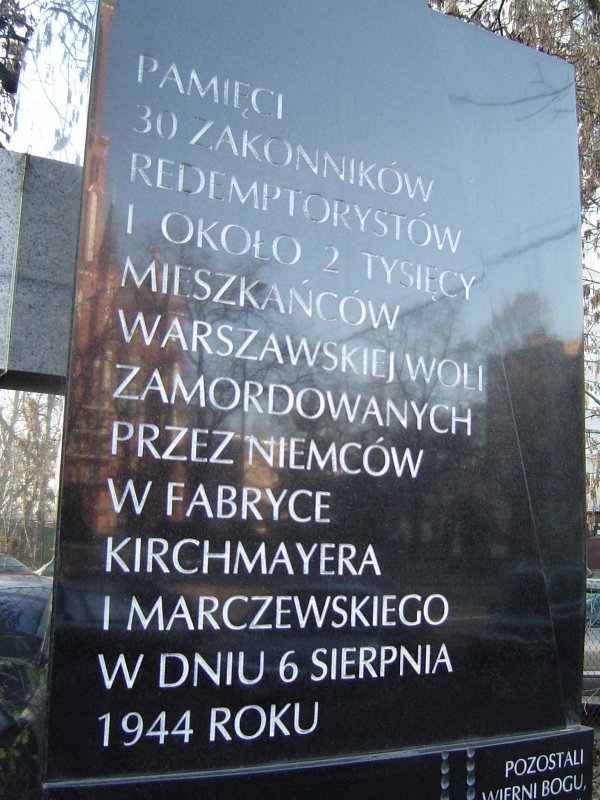 PAMIĘCI
30 ZAKONNIKÓW
REDEMPTORYSTÓW
I OKOŁO 2 TYSIĘCY
MIESZKAŃCÓW
WARSZAWSKIEJ WOLI
ZAMORDOWANYCH
PRZEZ NIEMCÓW
W FABRYCE
KIRCHMAYERA
I MARCZEWSKIEGO
W DNIU 6 SIERPNIA
1944 ROKU
POZOSTALI
WIERNI BOGU,